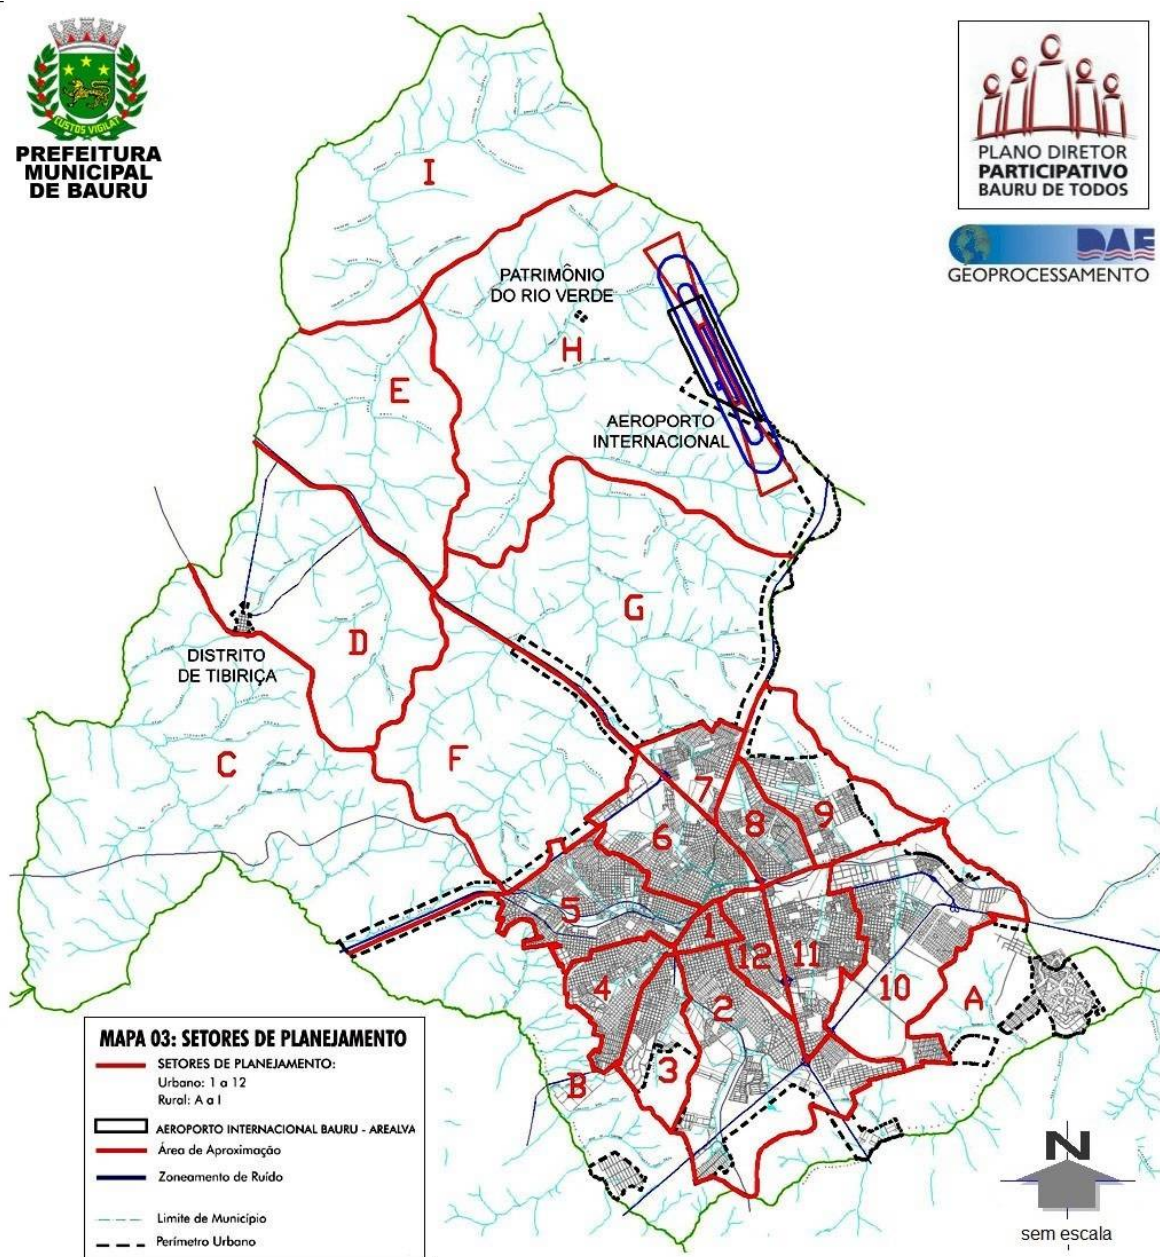 CUSTOS VIGILAT
PREFEITURA
MUNICIPAL
DE BAURU
PLANO DIRETOR
PARTICIPATIVO
BAURU DE TODOS
DAE
GEOPROCESSAMENTO
I
PATRIMÔNIO
DO RIO VERDE
H
E
AEROPORTO
INTERNACIONAL
G
D
DISTRITO
DE TIBIRIÇA
C
F
7
9
8
6
5
1
12
11
4
10
A
2
3
B
MAPA 03: SETORES DE PLANEJAMENTO
SETORES DE PLANEJAMENTO:
Urbano: 1 a 12
Rural: A a I
AEROPORTO INTERNACIONAL BAURU - AREALVA
Área de Aproximação
Zoneamento de Ruído
Limite de Município
Perímetro Urbano
N
sem escala